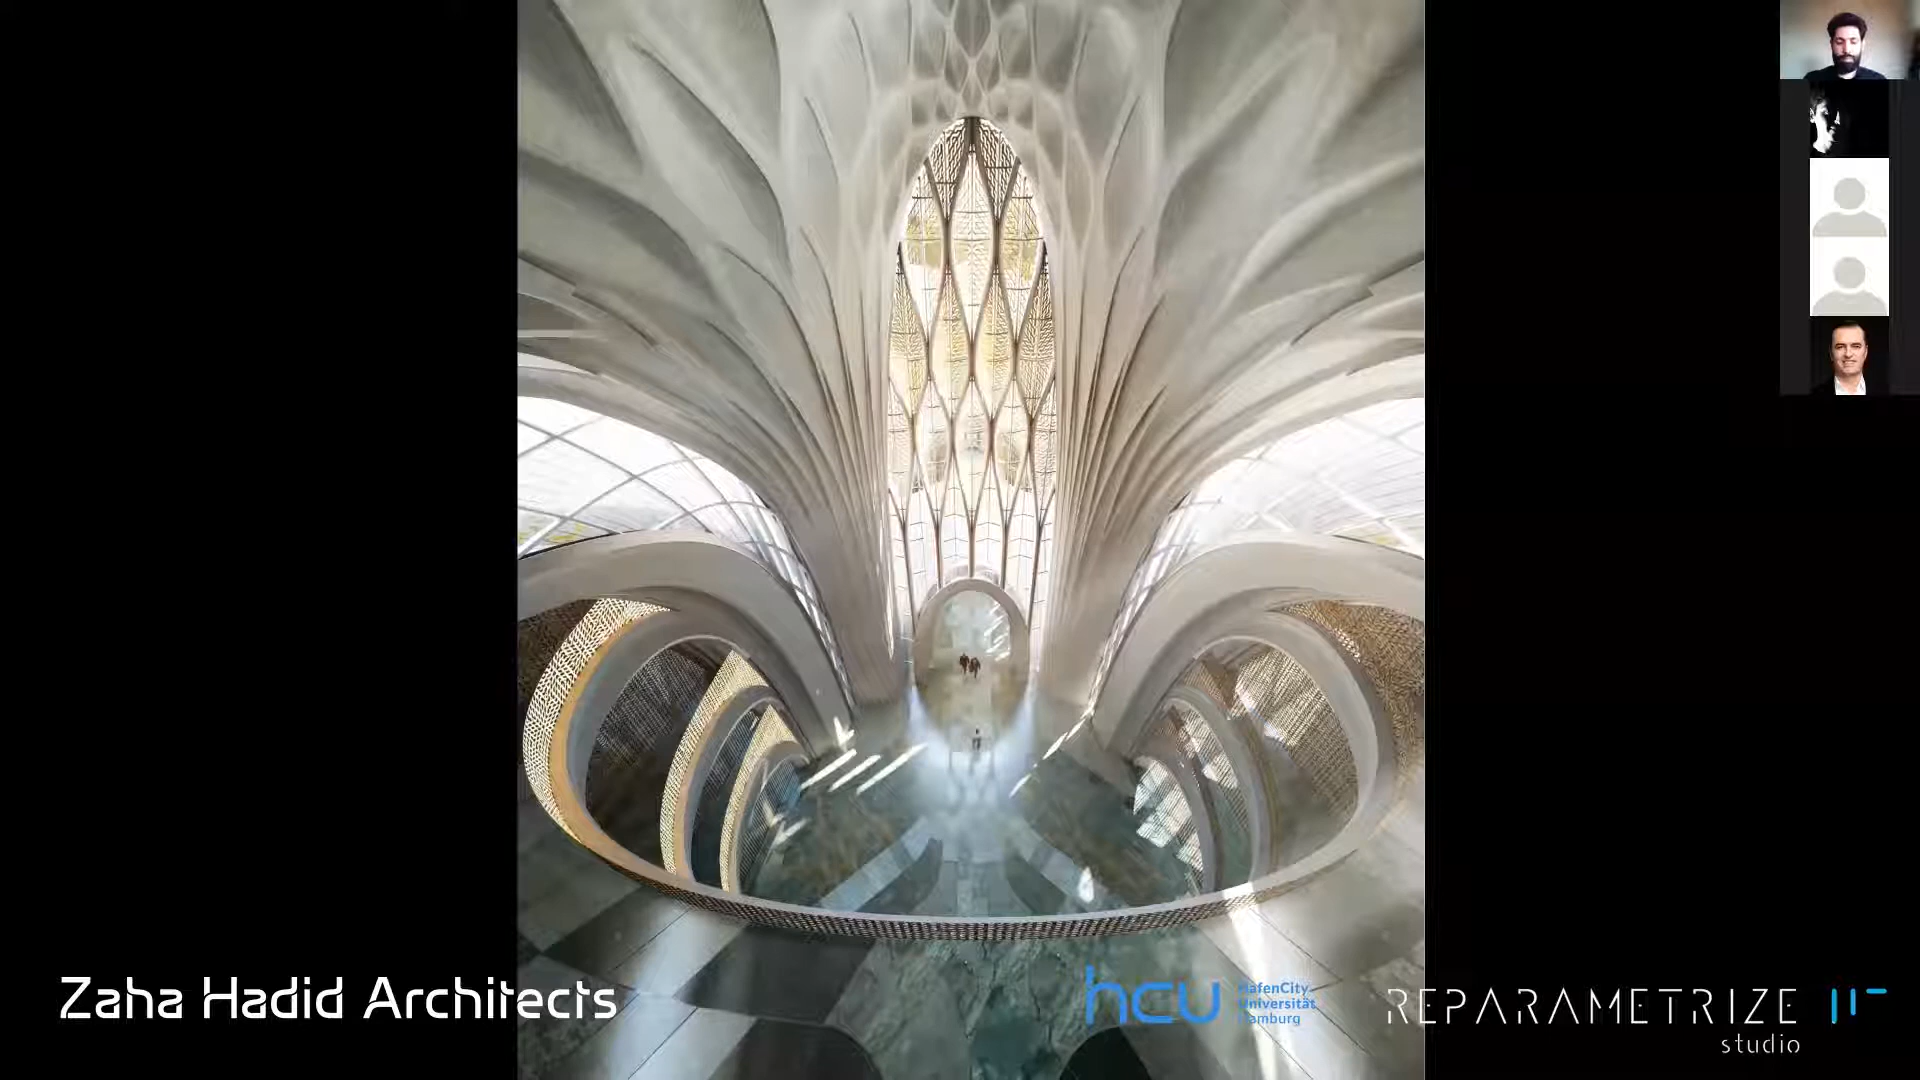 Zaha Hadid Architects
hcu
HafenCity
Universität
Hamburg
REPARAMETRIZE
studio